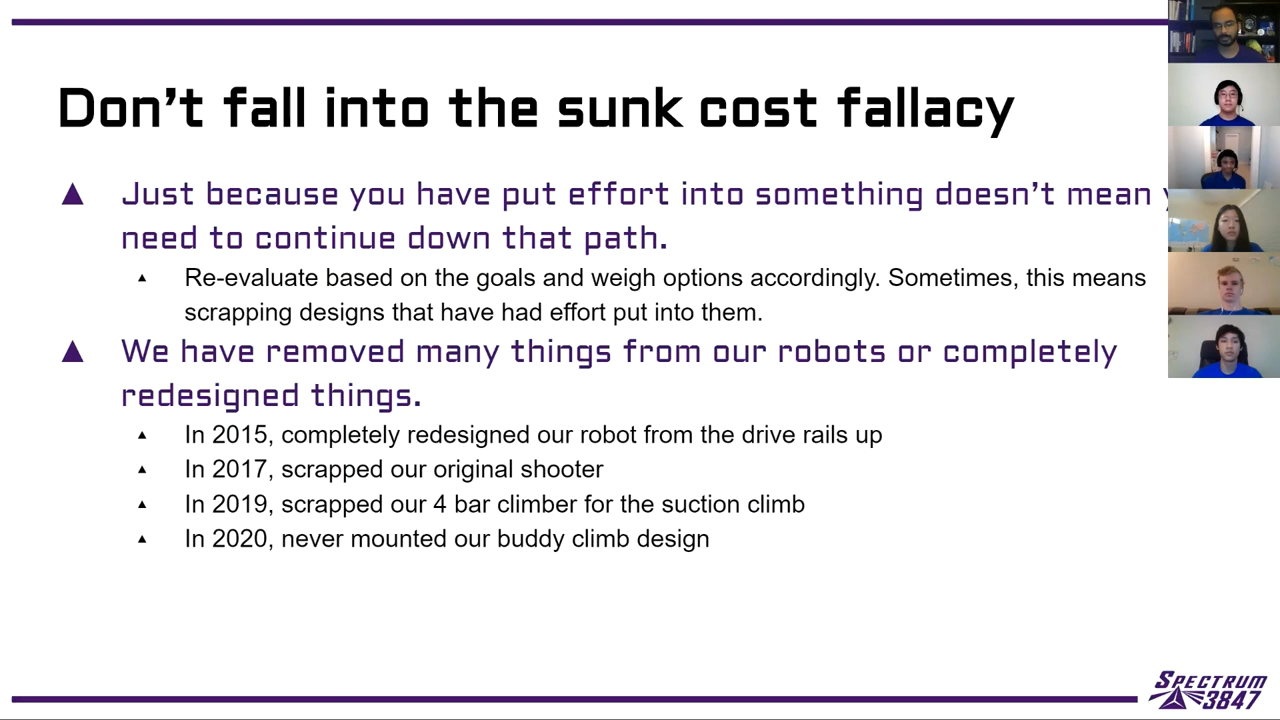 Don't fall into the sunk cost fallacy
▲ Just because you have put effort into something doesn't mean
need to continue down that path.
▲ Re-evaluate based on the goals and weigh options accordingly. Sometimes, this means
scrapping designs that have had effort put into them.
▲ We have removed many things from our robots or completely
redesigned things.
▲ In 2015, completely redesigned our robot from the drive rails up
▲ In 2017, scrapped our original shooter
▲ In 2019, scrapped our 4 bar climber for the suction climb
▲ In 2020, never mounted our buddy climb design
SPECTRUM
3847